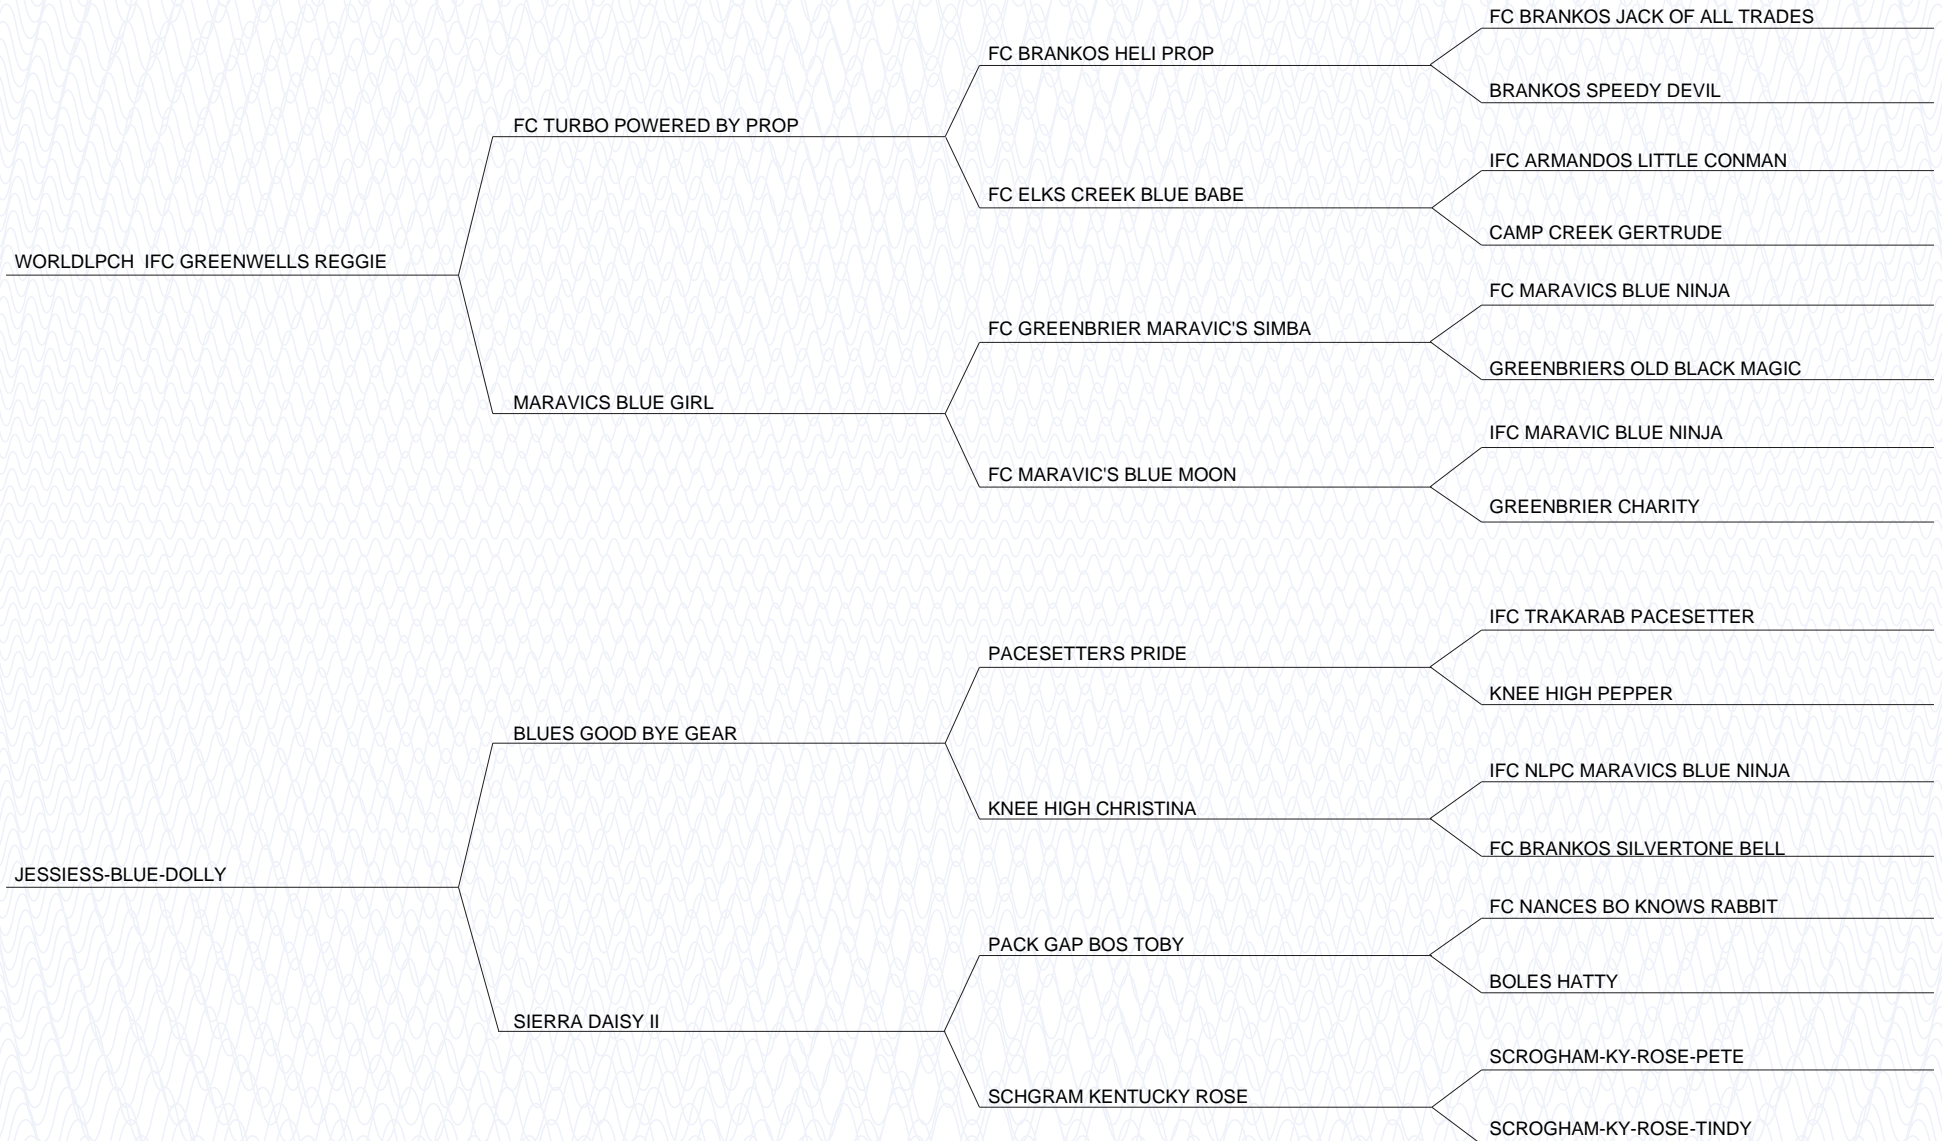 FC BRANKOS JACK OF ALL TRADES
FC BRANKOS HELI PROP
BRANKOS SPEEDY DEVIL
FC TURBO POWERED BY PROP
IFC ARMANDOS LITTLE CONMAN
FC ELKS CREEK BLUE BABE
CAMP CREEK GERTRUDE
WORLDLPCH  IFC GREENWELLS REGGIE
FC MARAVICS BLUE NINJA
FC GREENBRIER MARAVIC'S SIMBA
GREENBRIERS OLD BLACK MAGIC
MARAVICS BLUE GIRL
IFC MARAVIC BLUE NINJA
FC MARAVIC'S BLUE MOON
GREENBRIER CHARITY
IFC TRAKARAB PACESETTER
PACESETTERS PRIDE
KNEE HIGH PEPPER
BLUES GOOD BYE GEAR
IFC NLPC MARAVICS BLUE NINJA
KNEE HIGH CHRISTINA
FC BRANKOS SILVERTONE BELL
JESSIESS-BLUE-DOLLY
FC NANCES BO KNOWS RABBIT
PACK GAP BOS TOBY
BOLES HATTY
SIERRA DAISY II
SCROGHAM-KY-ROSE-PETE
SCHGRAM KENTUCKY ROSE
SCROGHAM-KY-ROSE-TINDY